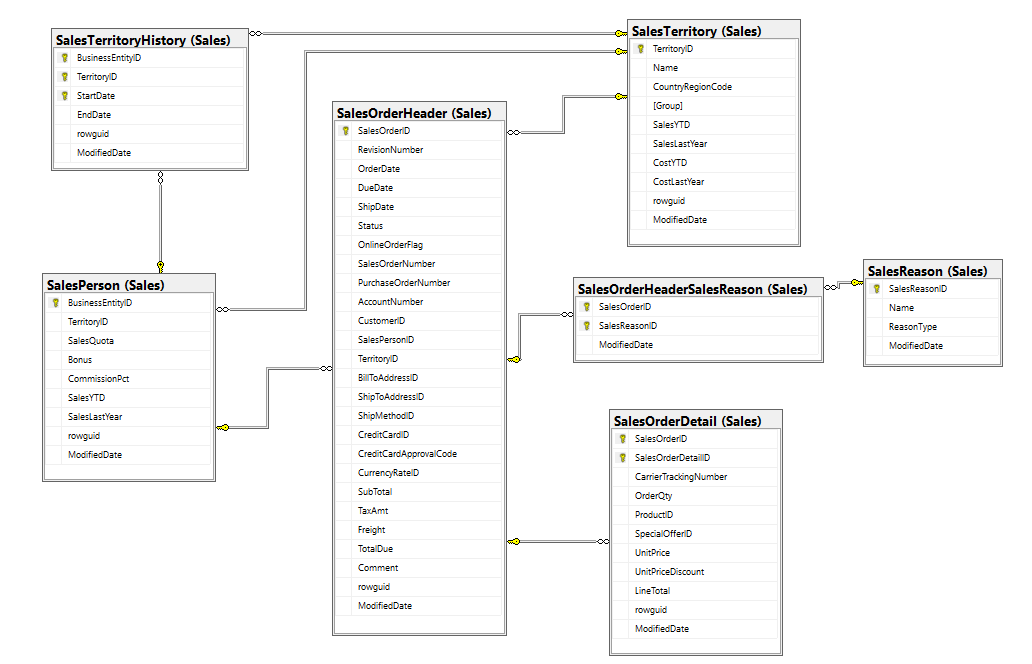 SalesTerritoryHistory (Sales)
BusinessEntityID
TerritoryID
StartDate
EndDate
rowguid
ModifiedDate
SalesTerritory (Sales)
TerritoryID
Name
CountryRegionCode
[Group]
SalesYTD
SalesLastYear
CostYTD
CostLastYear
rowguid
ModifiedDate
SalesOrderHeader (Sales)
SalesOrderID
RevisionNumber
OrderDate
DueDate
ShipDate
Status
OnlineOrderFlag
SalesOrderNumber
PurchaseOrderNumber
AccountNumber
CustomerID
SalesPersonID
TerritoryID
BillToAddressID
ShipToAddressID
ShipMethodID
CreditCardID
CreditCardApprovalCode
CurrencyRateID
SubTotal
TaxAmt
Freight
TotalDue
Comment
rowguid
ModifiedDate
SalesPerson (Sales)
BusinessEntityID
TerritoryID
SalesQuota
Bonus
CommissionPct
SalesYTD
SalesLastYear
rowguid
ModifiedDate
SalesOrderHeaderSalesReason (Sales)
SalesOrderID
SalesReasonID
ModifiedDate
SalesReason (Sales)
SalesReasonID
Name
ReasonType
ModifiedDate
SalesOrderDetail (Sales)
SalesOrderID
SalesOrderDetailID
CarrierTrackingNumber
OrderQty
ProductID
SpecialOfferID
UnitPrice
UnitPriceDiscount
LineTotal
rowguid
ModifiedDate